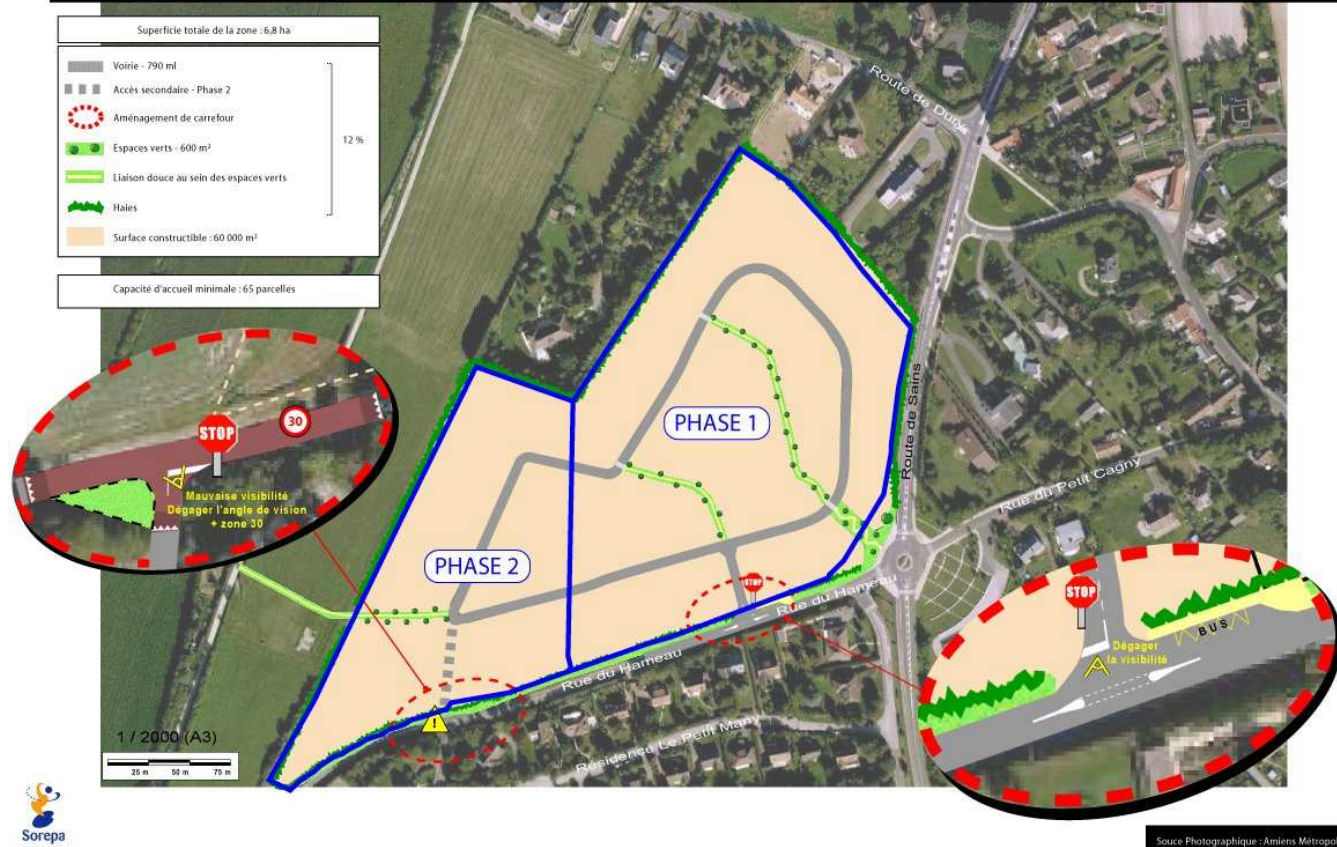 Superficie totale de la zone : 6,8 ha
Voirie - 790 ml
Accès secondaire - Phase 2
Aménagement de carrefour
Espaces verts - 600 m²
12 %
Liaison douce au sein des espaces verts
Haies
Surface constructible : 60 000 m²
Capacité d'accueil minimale : 65 parcelles
Route de Dury
PHASE 1
Route de Sains
Rue du Petit Cagny
STOP
30
Mauvaise visibilité
Dégager l'angle de vision
+ zone 30
PHASE 2
STOP
Rue du Hameau
Rue du Hameau
!
Résidence Le Petit Many
STOP
BUS
Dégager
la visibilité
1 / 2000 (A3)
25 m 50 m 75 m
Sorepa
Souce Photographique : Amiens Métropol